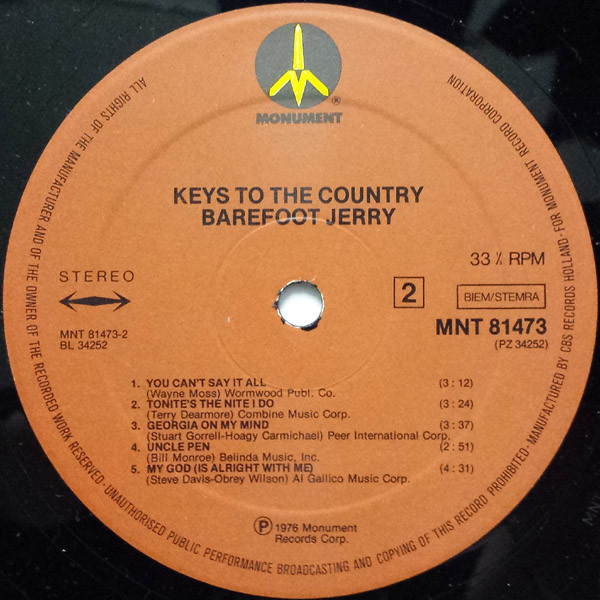 ® 
MONUMENT
KEYS TO THE COUNTRY
BAREFOOT JERRY
STEREO
33 ⅓ RPM
2
BIEM/STEMRA
MNT 81473-2
BL 34252
MNT 81473
(PZ 34252)
1. YOU CAN'T SAY IT ALL (3 : 12)
(Wayne Moss) Wormwood Publ. Co.
2. TONITE'S THE NITE I DO (3 : 24)
(Terry Dearmore) Combine Music Corp.
3. GEORGIA ON MY MIND (3 : 37)
(Stuart Gorrell-Hoagy Carmichael) Peer International Corp.
4. UNCLE PEN (2 : 51)
(Bill Monroe) Belinda Music, Inc.
5. MY GOD (IS ALRIGHT WITH ME) (4 : 31)
(Steve Davis-Obrey Wilson) Al Gallico Music Corp.
℗ 1976 Monument
Records Corp.
ALL RIGHTS OF THE MANUFACTURER AND OF THE OWNER OF THE RECORDED WORK RESERVED - UNAUTHORISED PUBLIC PERFORMANCE BROADCASTING AND COPYING OF THIS RECORD PROHIBITED - MANUFACTURED BY CBS RECORDS HOLLAND - FOR MONUMENT RECORD CORPORATION